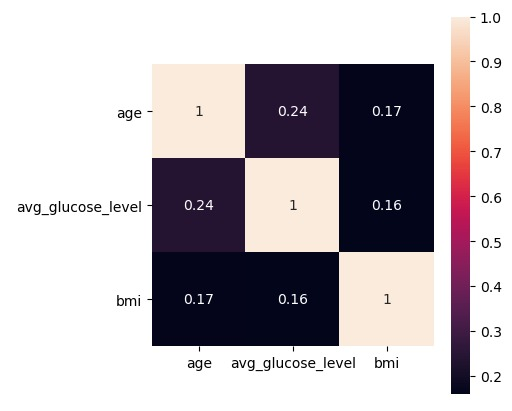 1.0
0.9
0.8
0.7
0.6
0.5
0.4
0.3
0.2
age 1 0.24 0.17
avg_glucose_level 0.24 1 0.16
bmi 0.17 0.16 1
age avg_glucose_level bmi